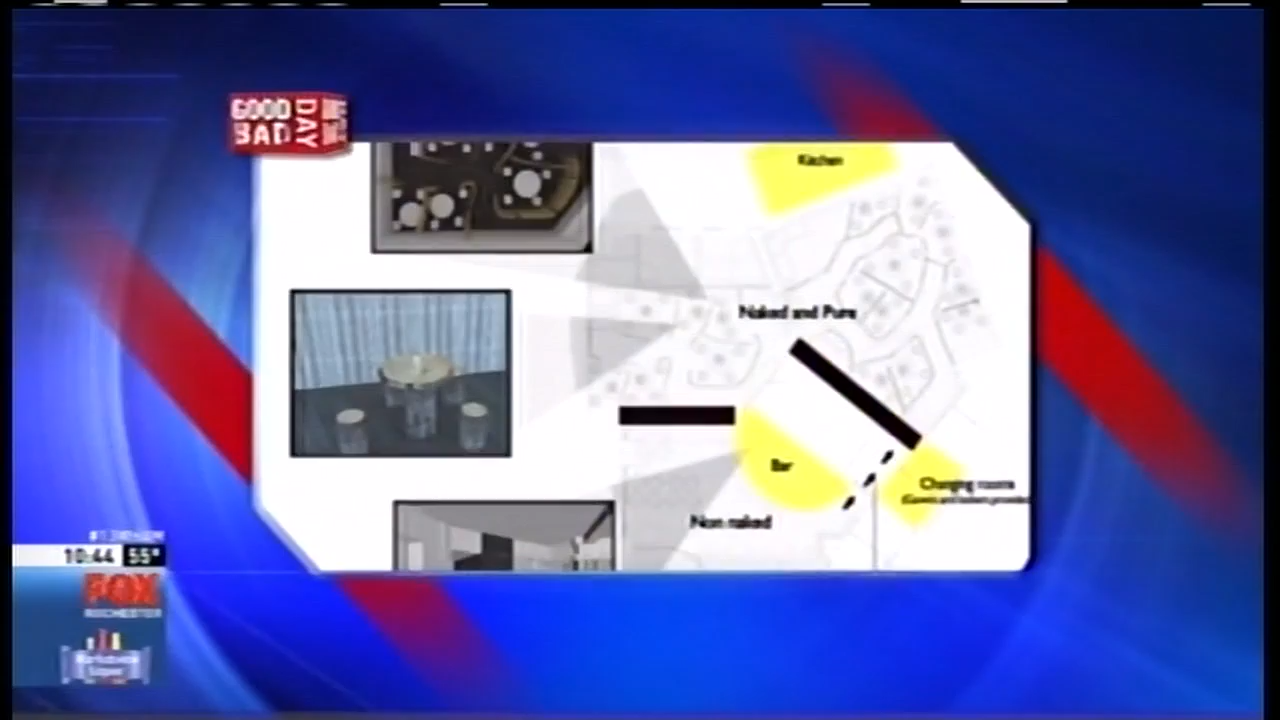 GOOD
BAD
DAY
Kitchen
Naked and Pure
Bar
Changing rooms
Non naked
10:44 55°
FOX
ROCHESTER